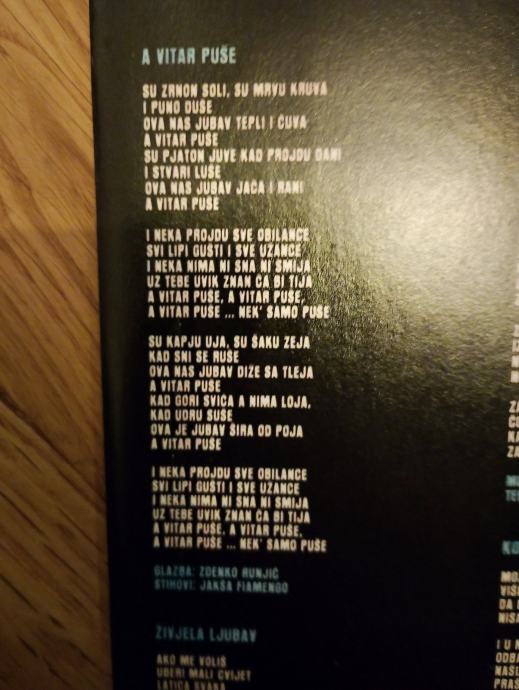 A VITAR PUŠE
SU ZRNON SOLI, SU MRVU KRUVA
I PUNO DUŠE
OVA NAS JUBAV TEPLI I ČUVA
A VITAR PUŠE
SU PJATON JUVE KAD PROJDU DANI
I STVARI LUŠE
OVA NAS JUBAV JAČA I RANI
A VITAR PUŠE
I NEKA PROJDU SVE OBILANCE
SVI LIPI GUŠTI I SVE UŽANCE
I NEKA NIMA NI SNA NI SMIJA
UZ TEBE UVIK ZNAN ČA BI TIJA
A VITAR PUŠE, A VITAR PUŠE,
A VITAR PUŠE ... NEK' SAMO PUŠE
SU KAPJU UJA, SU ŠAKU ZEJA
KAD SNI SE RUŠE
OVA NAS JUBAV DIŽE SA TLEJA
A VITAR PUŠE
KAD GORI SVIĆA A NIMA LOJA,
KAD UDRU SUŠE
OVA JE JUBAV ŠIRA OD POJA
A VITAR PUŠE
I NEKA PROJDU SVE OBILANCE
SVI LIPI GUŠTI I SVE UŽANCE
I NEKA NIMA NI SNA NI SMIJA
UZ TEBE UVIK ZNAN ČA BI TIJA
A VITAR PUŠE, A VITAR PUŠE,
A VITAR PUŠE ... NEK' SAMO PUŠE
GLAZBA: ZDENKO RUNJIĆ
STIHOVI: JAKŠA FIAMENGO
ŽIVJELA LJUBAV
AKO ME VOLIŠ
UBERI MALI CVIJET